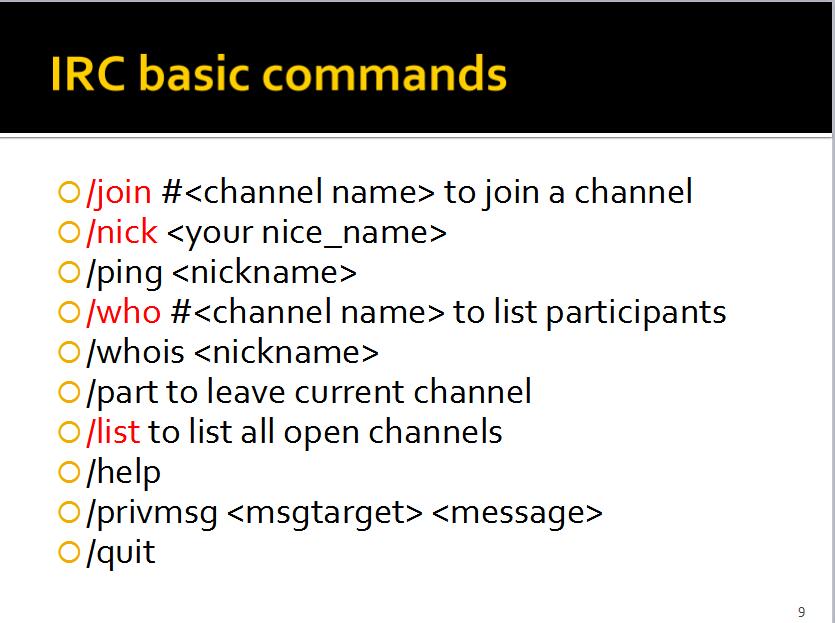 IRC basic commands
/join #<channel name> to join a channel
/nick <your nice_name>
/ping <nickname>
/who #<channel name> to list participants
/whois <nickname>
/part to leave current channel
/list to list all open channels
/help
/privmsg <msgtarget> <message>
/quit
9